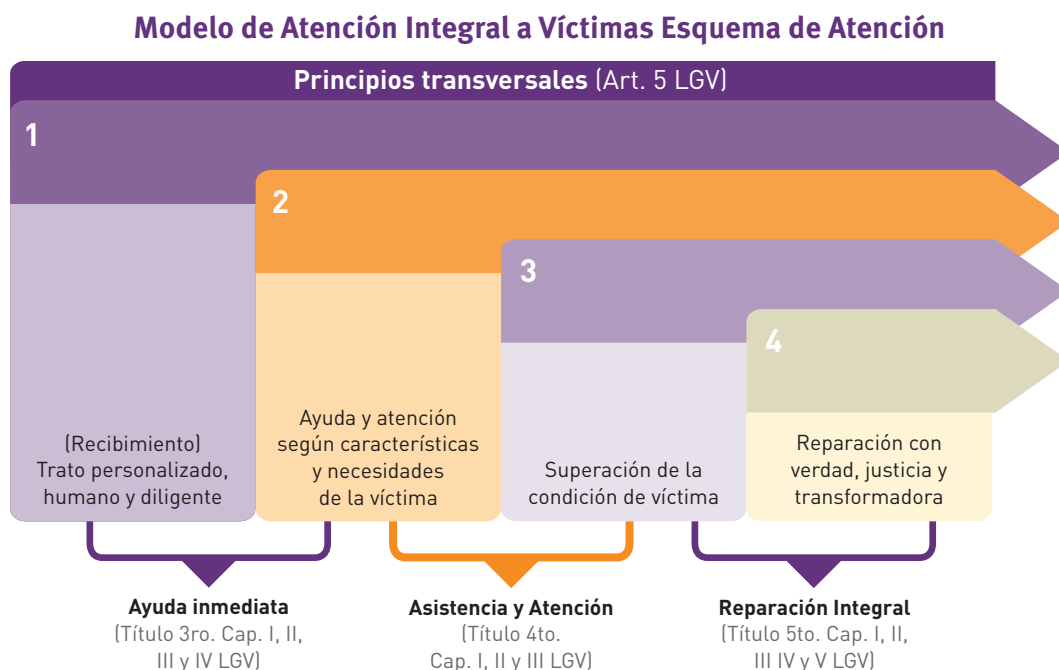 Modelo de Atención Integral a Víctimas Esquema de Atención
Principios transversales (Art. 5 LGV)
1
2
3
4
(Recibimiento)
Trato personalizado,
humano y diligente
Ayuda y atención
según características
y necesidades
de la víctima
Superación de la
condición de víctima
Reparación con
verdad, justicia y
transformadora
Ayuda inmediata
(Título 3ro. Cap. I, II,
III y IV LGV)
Asistencia y Atención
(Título 4to.
Cap. I, II y III LGV)
Reparación Integral
(Título 5to. Cap. I, II,
III IV y V LGV)